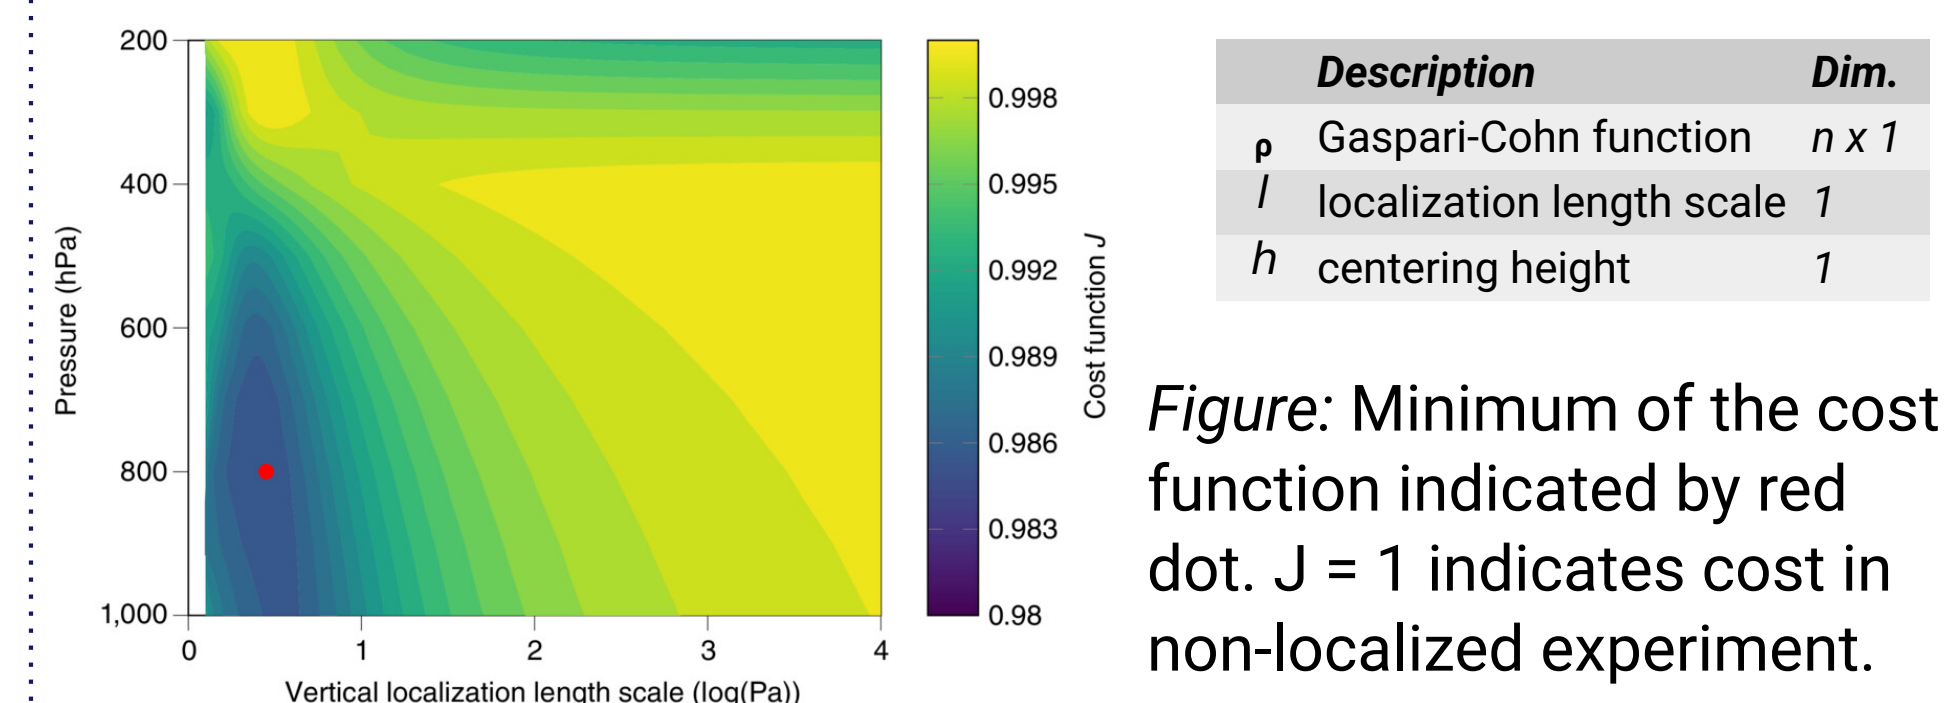 200
400
600
800
1,000
Pressure (hPa)
0
1
2
3
4
Vertical localization length scale (log(Pa))
0.998
0.995
0.992
0.989
0.986
0.983
0.98
Cost function J
Description Dim.
ρ Gaspari-Cohn function n x 1
l localization length scale 1
h centering height 1
Figure: Minimum of the cost
function indicated by red
dot. J = 1 indicates cost in
non-localized experiment.